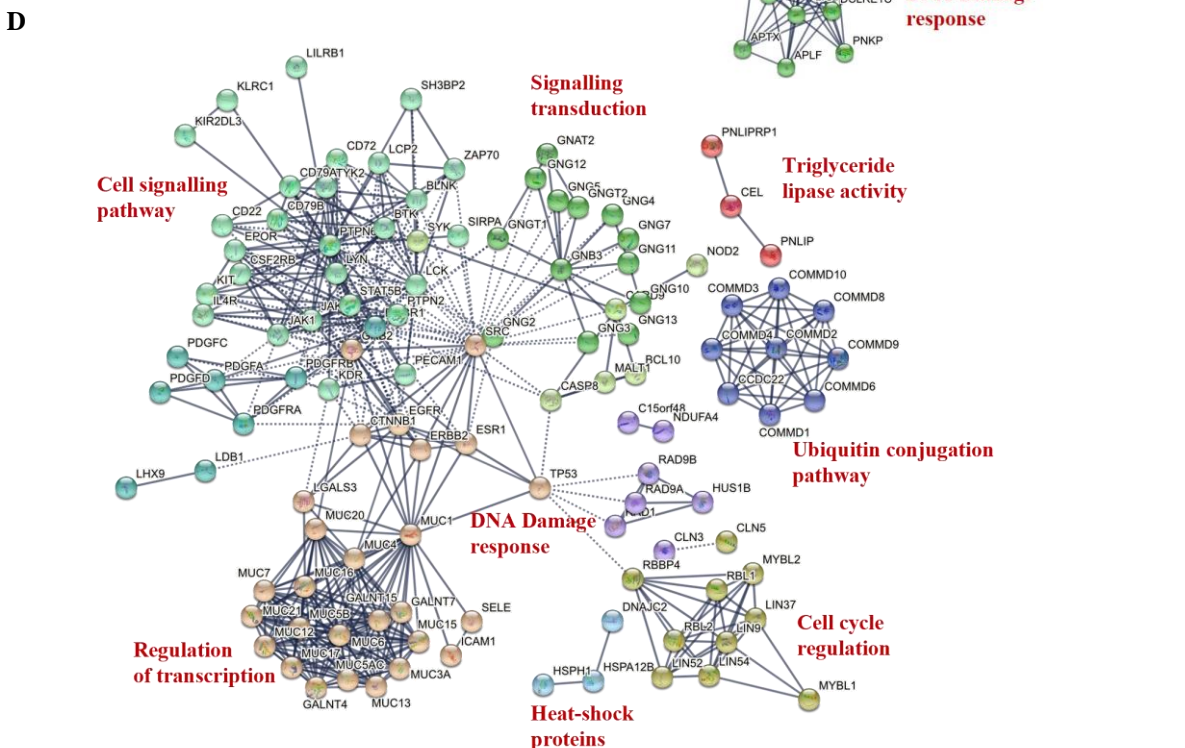 D
response
APTX
APLF
PNKP
LILRB1
KLRC1
KIR2DL3
SH3BP2
Signalling
transduction
GNAT2
GNG12
PNLIPRP1
Triglyceride
lipase activity
CEL
PNLIP
CD72
LCP2
ZAP70
CD79A
TYK2
BLNK
Cell signalling
pathway
CD22
CD79B
BTK
EPOR
PTPN6
SYK
SIRPA
GNGT1
GNG5
GNGT2
GNG4
GNG7
GNG11
CSF2RB
LYN
GNB3
NOD2
KIT
LCK
IL4R
STAT5B
PTPN2
GNG10
JAK1
GNG2
SRC
GNG3
GNG13
COMMD10
COMMD3
COMMD8
COMMD4
COMMD2
COMMD9
CCDC22
COMMD6
COMMD1
Ubiquitin conjugation
pathway
PDGFC
PDGFA
PDGFD
PDGFRB
KDR
PECAM1
MALT1
BCL10
CASP8
PDGFRA
EGFR
CTNNB1
ERBB2
ESR1
C15orf48
NDUFA4
LDB1
LHX9
TP53
RAD9B
RAD9A
HUS1B
RAD1
LGALS3
MUC20
MUC1
DNA Damage
response
CLN3
CLN5
MUC4
RBBP4
MYBL2
RBL1
MUC7
MUC16
GALNT15
GALNT7
SELE
MUC21
MUC5B
MUC15
MUC12
MUC6
ICAM1
MUC17
MUC5AC
MUC3A
GALNT4
MUC13
Regulation
of transcription
DNAJC2
LIN37
RBL2
LIN9
Cell cycle
regulation
HSPH1
HSPA12B
LIN52
LIN54
MYBL1
Heat-shock
proteins